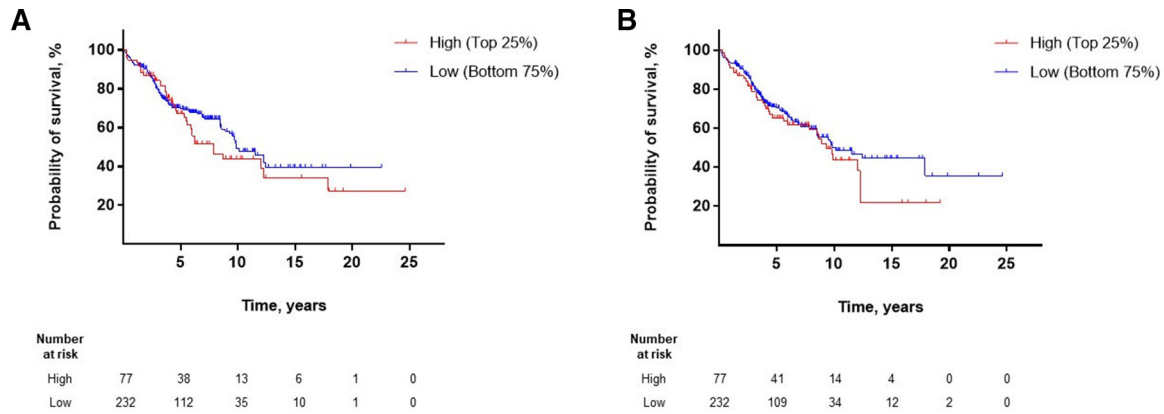 A
Probability of survival, %
100
80
60
40
20
5 10 15 20 25
Time, years
High (Top 25%)
Low (Bottom 75%)
Number
at risk
High 77 38 13 6 1 0
Low 232 112 35 10 1 0
B
Probability of survival, %
100
80
60
40
20
5 10 15 20 25
Time, years
High (Top 25%)
Low (Bottom 75%)
Number
at risk
High 77 41 14 4 0 0
Low 232 109 34 12 2 0